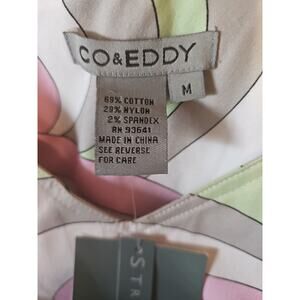 CO&EDDY
M
69% COTTON
29% NYLON
2% SPANDEX
RN 93641
MADE IN CHINA
SEE REVERSE
FOR CARE